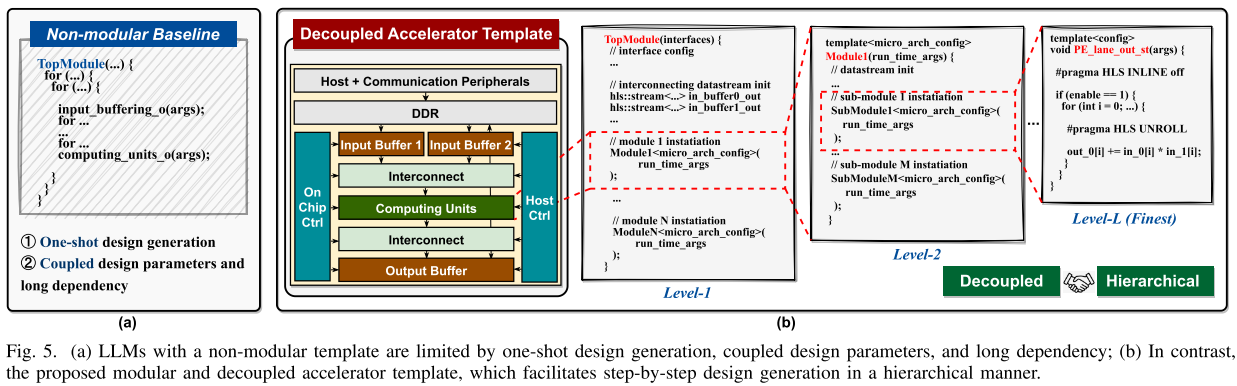 Non-modular Baseline
TopModule(...) {
for (...) {
for (...) {
input_buffering_o(args);
for ...
...
for ...
computing_units_o(args);
}
}
}
① One-shot design generation
② Coupled design parameters and
long dependency
(a)
Decoupled Accelerator Template
Host + Communication Peripherals
DDR
Input Buffer 1
Input Buffer 2
Interconnect
On
Chip
Ctrl
Computing Units
Host
Ctrl
Interconnect
Output Buffer
TopModule(interfaces) {
// interface config
...
// interconnecting datastream init
hls::stream<...> in_buffer0_out
hls::stream<...> in_buffer1_out
...
// module 1 instatiation
Module1<micro_arch_config>(
run_time_args
);
...
// module N instatiation
ModuleN<micro_arch_config>(
run_time_args
);
}
Level-1
template<micro_arch_config>
Module1(run_time_args) {
// datastream init
...
// sub-module 1 instatiation
SubModule1<micro_arch_config>(
run_time_args
);
...
// sub-module M instatiation
SubModuleM<micro_arch_config>(
run_time_args
);
}
Level-2
...
template<config>
void PE_lane_out_st(args) {
#pragma HLS INLINE off
if (enable == 1) {
for (int i = 0; ...) {
#pragma HLS UNROLL
out_0[i] += in_0[i] * in_1[i];
}
}
}
Level-L (Finest)
Decoupled
Hierarchical
(b)
Fig. 5. (a) LLMs with a non-modular template are limited by one-shot design generation, coupled design parameters, and long dependency; (b) In contrast,
the proposed modular and decoupled accelerator template, which facilitates step-by-step design generation in a hierarchical manner.